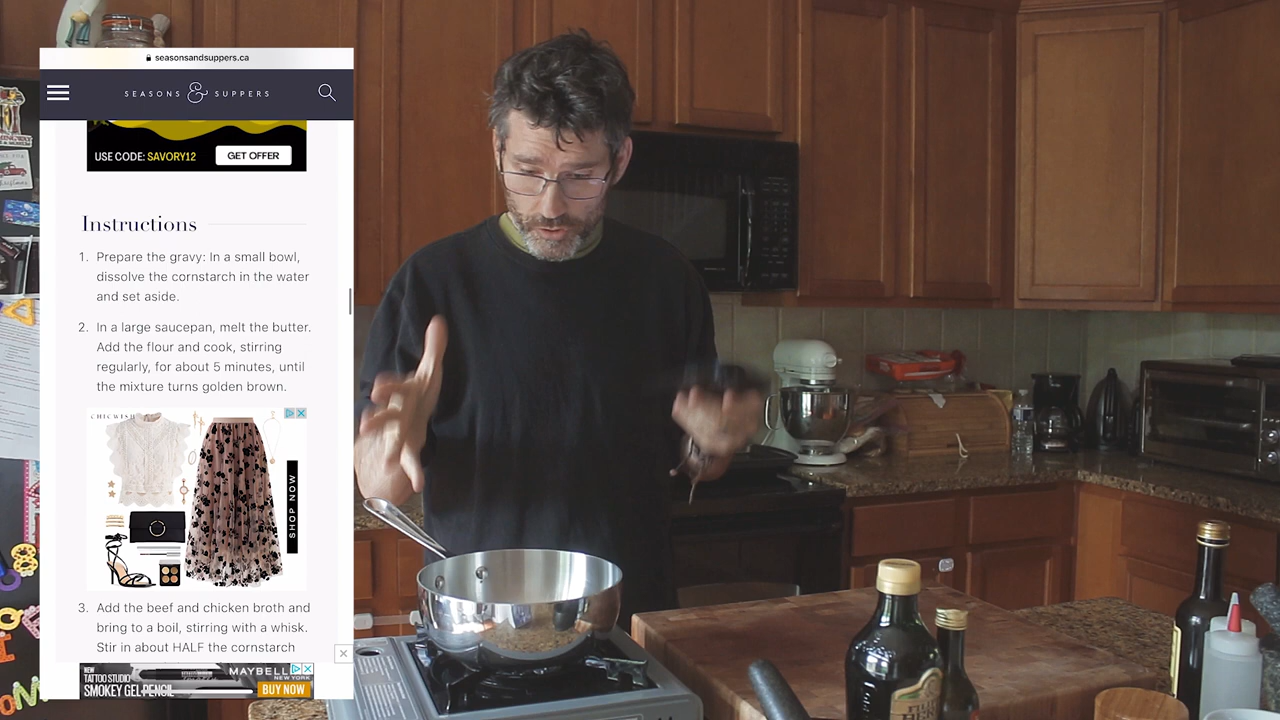 seasonsandsuppers.ca
SEASONS & SUPPERS
USE CODE: SAVORY12
GET OFFER
Instructions
1. Prepare the gravy: In a small bowl,
dissolve the cornstarch in the water
and set aside.
2. In a large saucepan, melt the butter.
Add the flour and cook, stirring
regularly, for about 5 minutes, until
the mixture turns golden brown.
CHICWISH
SHOP NOW
3. Add the beef and chicken broth and
bring to a boil, stirring with a whisk.
Stir in about HALF the cornstarch
NEW
TATTOO STUDIO
SMOKEY GEL PENCIL
MAYBELL
NEW YORK
BUY NOW